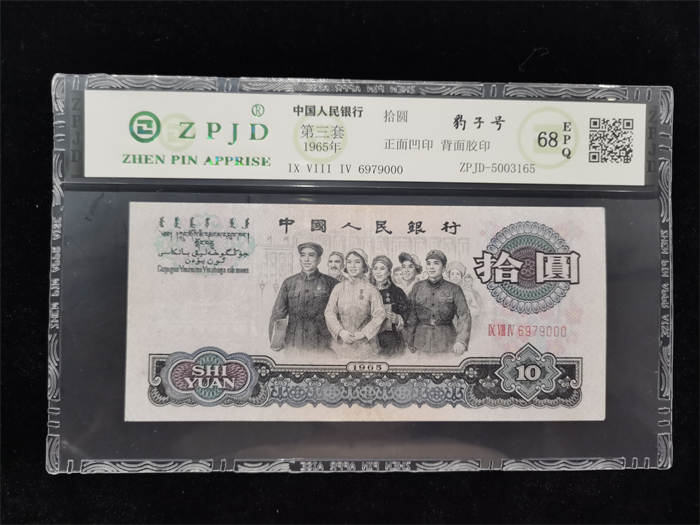 ®
ZPJD
ZHEN PIN APPRISE
中国人民银行 拾圆 豹子号
第三套
1965年 正面凹印 背面胶印
IX VIII IV 6979000 ZPJD-5003165
68 EPQ
中國人民銀行
拾圓
IX VIII IV 6979000
SHI
YUAN
1965
10